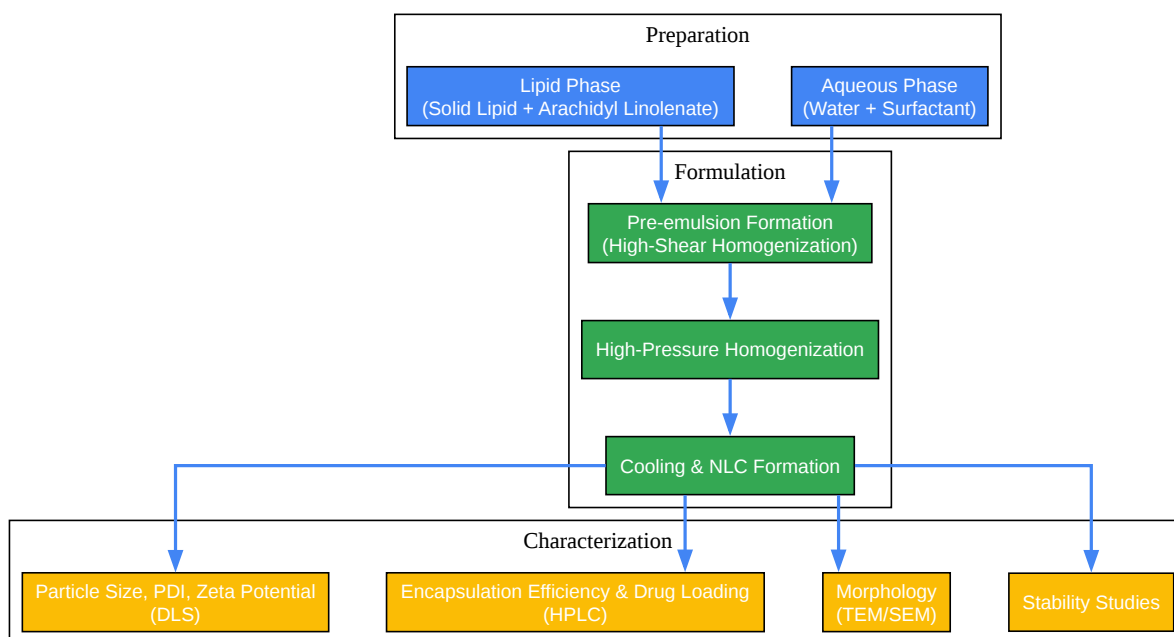 Preparation
Lipid Phase
(Solid Lipid + Arachidyl Linolenate)
Aqueous Phase
(Water + Surfactant)
Formulation
Pre-emulsion Formation
(High-Shear Homogenization)
High-Pressure Homogenization
Cooling & NLC Formation
Characterization
Particle Size, PDI, Zeta Potential
(DLS)
Encapsulation Efficiency & Drug Loading
(HPLC)
Morphology
(TEM/SEM)
Stability Studies